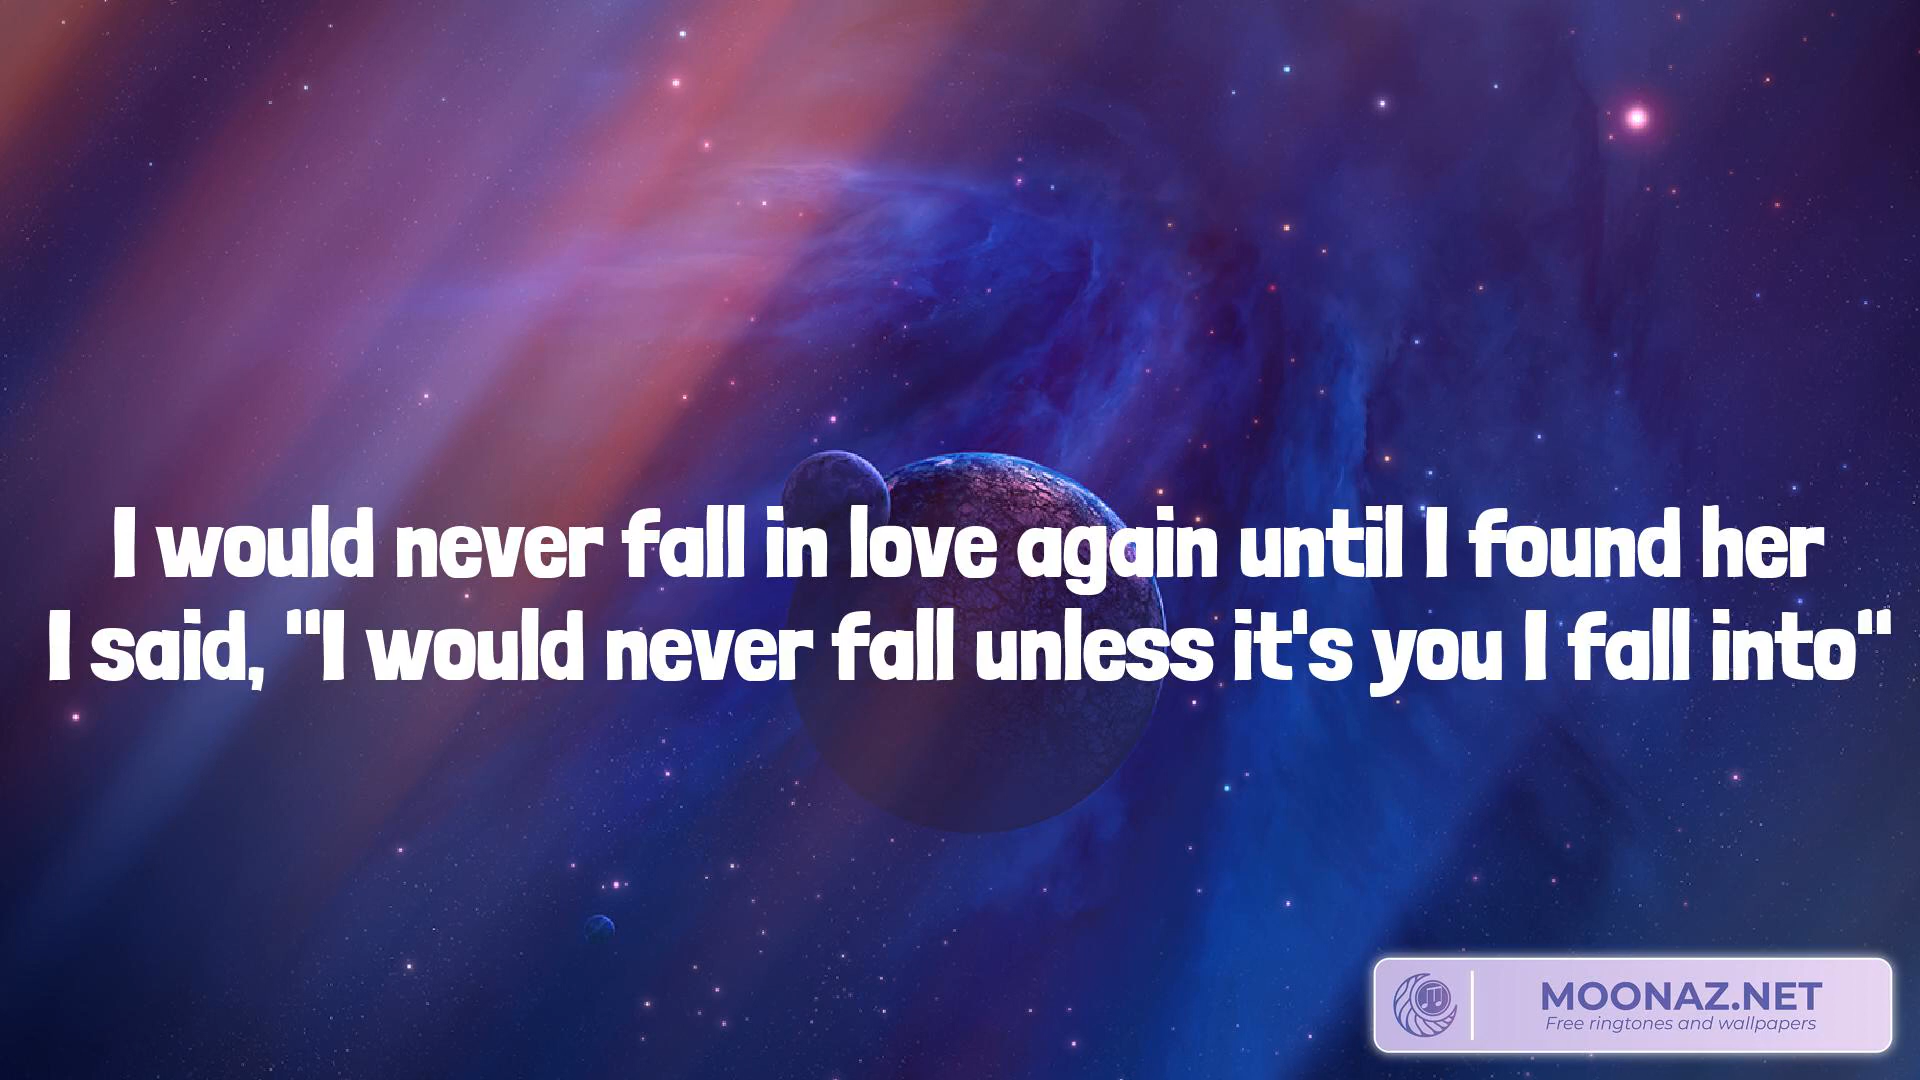 I would never fall in love again until I found her
I said, "I would never fall unless it's you I fall into"
MOONAZ.NET
Free ringtones and wallpapers